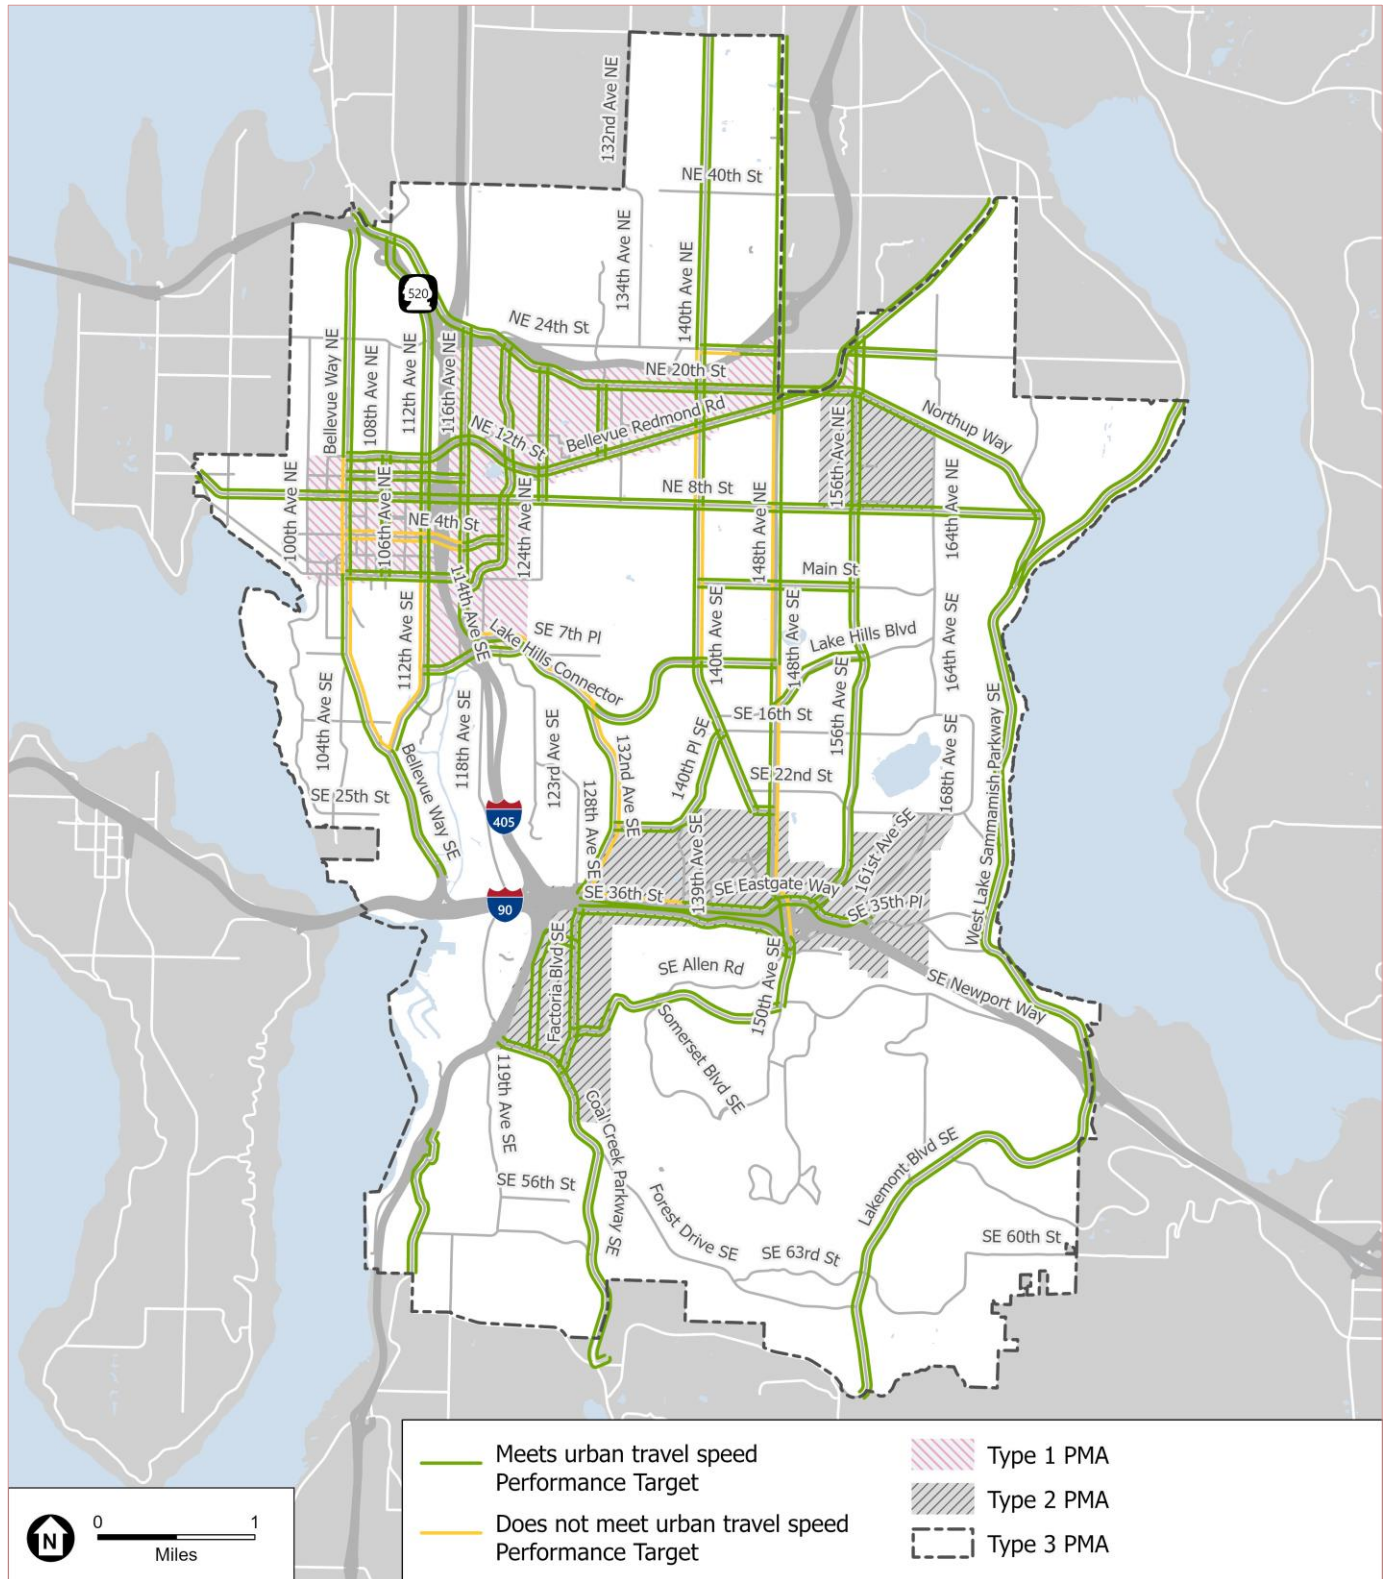 132nd Ave NE
NE 40th St
134th Ave NE
140th Ave NE
520
NE 24th St
Bellevue Way NE
108th Ave NE
112th Ave NE
116th Ave NE
NE 20th St
Bellevue Redmond Rd
NE 12th St
Northup Way
156th Ave NE
100th Ave NE
106th Ave NE
NE 8th St
NE 4th St
124th Ave NE
148th Ave NE
164th Ave NE
Main St
114th Ave SE
112th Ave SE
SE 7th Pl
Lake Hills Connector
140th Ave SE
148th Ave SE
Lake Hills Blvd
164th Ave SE
104th Ave SE
118th Ave SE
123rd Ave SE
132nd Ave SE
140th Pl SE
SE 16th St
156th Ave SE
168th Ave SE
West Lake Sammamish Parkway SE
SE 22nd St
SE 25th St
Bellevue Way SE
405
128th Ave SE
139th Ave SE
161st Ave SE
SE 36th St
SE Eastgate Way
SE 35th Pl
90
Factoria Blvd SE
SE Allen Rd
150th Ave SE
SE Newport Way
Somerset Blvd SE
119th Ave SE
Coal Creek Parkway SE
SE 56th St
Forest Drive SE
Lakemont Blvd SE
SE 63rd St
SE 60th St
Meets urban travel speed
Performance Target
Does not meet urban travel speed
Performance Target
Type 1 PMA
Type 2 PMA
Type 3 PMA
N
0 1
Miles